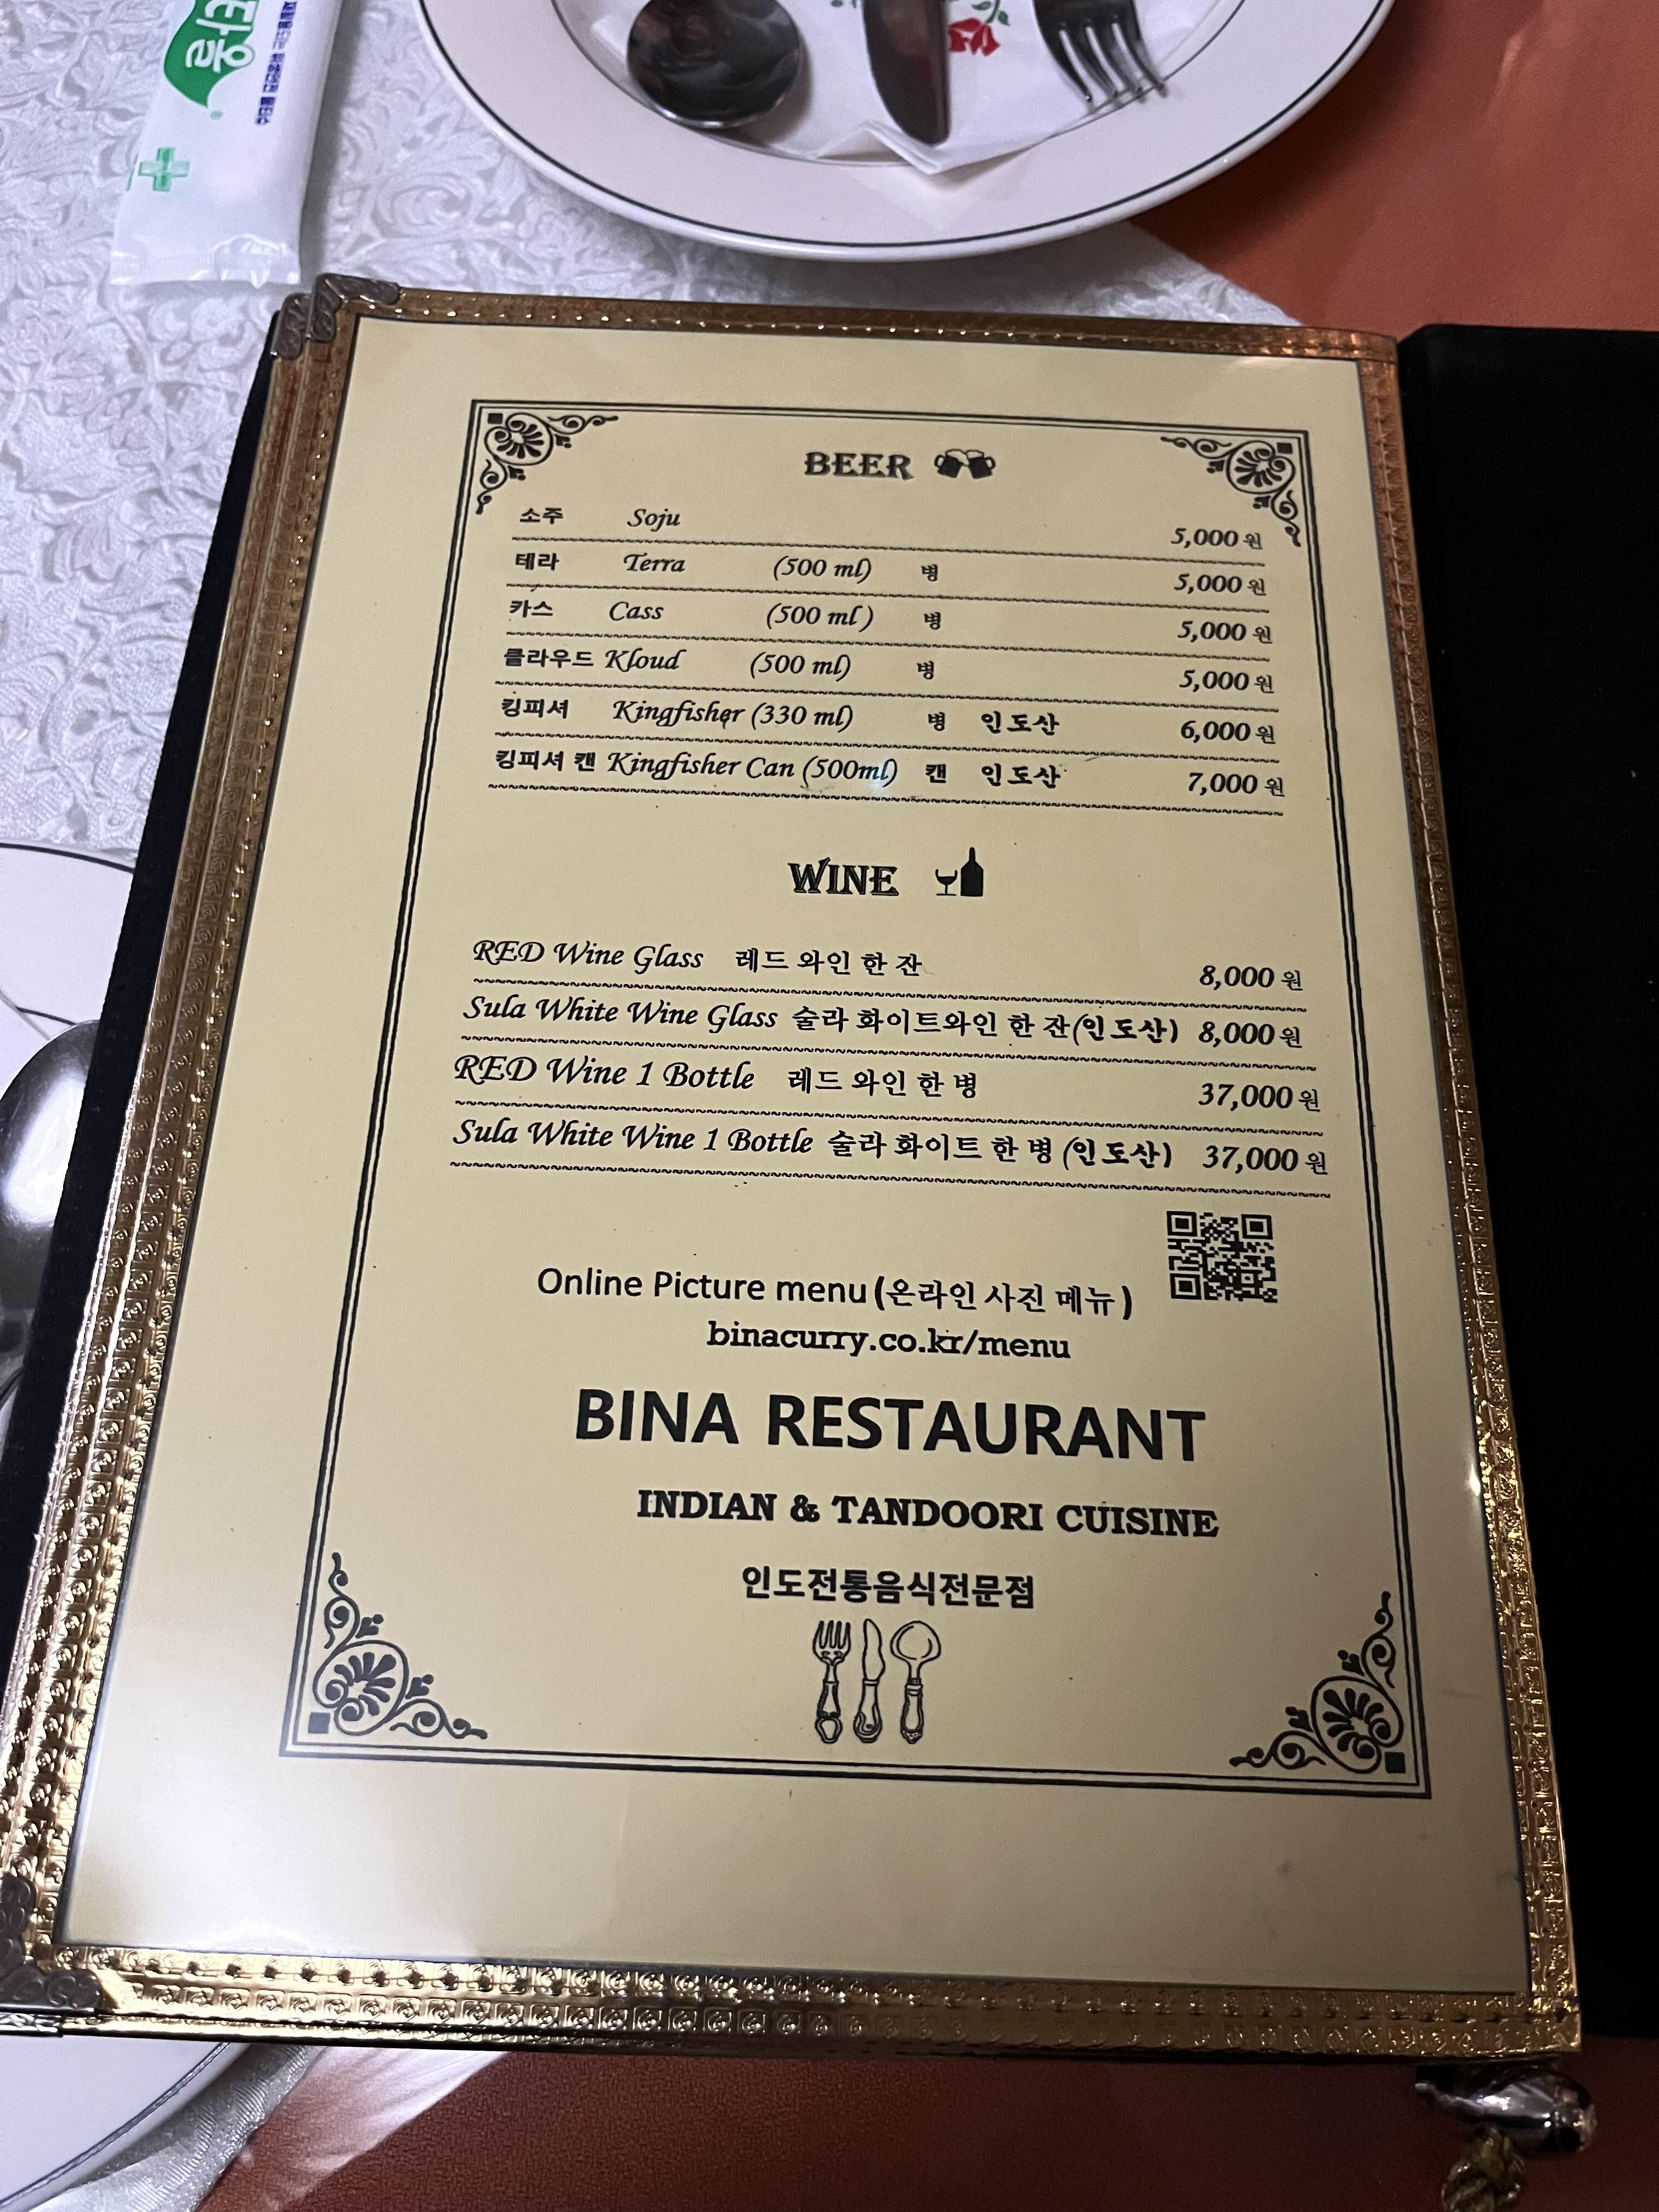 타올
BEER
소주 Soju 5,000 원
테라 Terra (500 ml) 병 5,000 원
카스 Cass (500 ml ) 병 5,000 원
클라우드 Kloud (500 ml) 병 5,000 원
킹피셔 Kingfisher (330 ml) 병 인도산 6,000 원
킹피셔 캔 Kingfisher Can (500ml) 캔 인도산 7,000 원
WINE
RED Wine Glass 레드 와인 한 잔 8,000 원
Sula White Wine Glass 술라 화이트와인 한 잔(인도산) 8,000 원
RED Wine 1 Bottle 레드 와인 한 병 37,000 원
Sula White Wine 1 Bottle 술라 화이트 한 병 (인도산) 37,000 원
Online Picture menu (온라인 사진 메뉴)
binacurry.co.kr/menu
BINA RESTAURANT
INDIAN & TANDOORI CUISINE
인도전통음식전문점